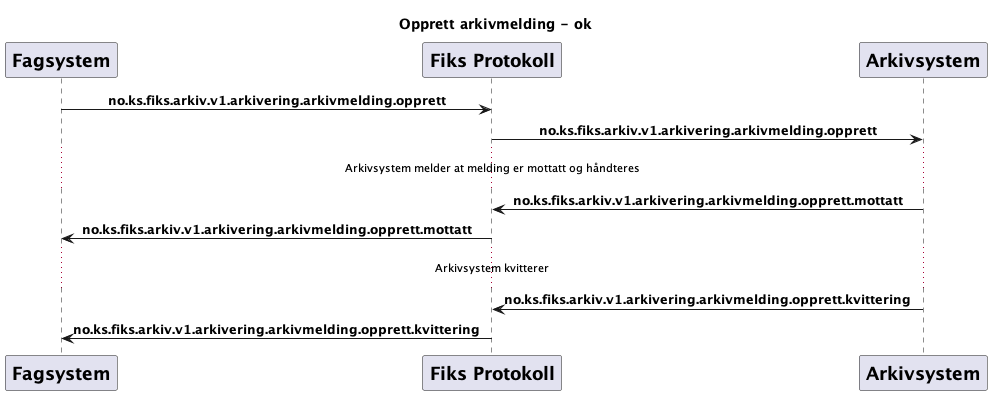 Opprett arkivmelding - ok
Fagsystem
Fiks Protokoll
Arkivsystem
no.ks.fiks.arkiv.v1.arkivering.arkivmelding.opprett
no.ks.fiks.arkiv.v1.arkivering.arkivmelding.opprett
Arkivsystem melder at melding er mottatt og håndteres
no.ks.fiks.arkiv.v1.arkivering.arkivmelding.opprett.mottatt
no.ks.fiks.arkiv.v1.arkivering.arkivmelding.opprett.mottatt
Arkivsystem kvitterer
no.ks.fiks.arkiv.v1.arkivering.arkivmelding.opprett.kvittering
no.ks.fiks.arkiv.v1.arkivering.arkivmelding.opprett.kvittering
Fagsystem
Fiks Protokoll
Arkivsystem